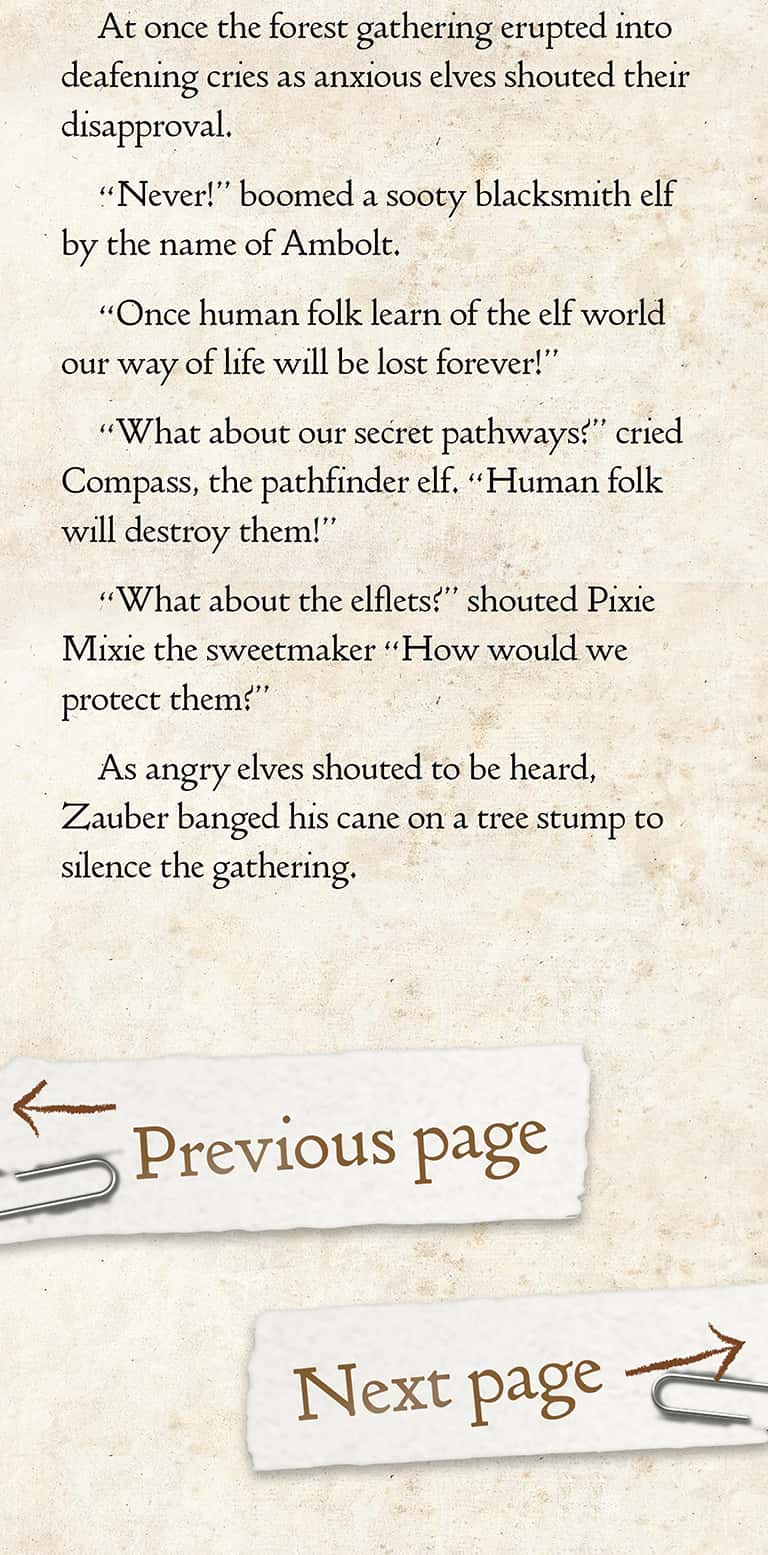 At once the forest gathering erupted into
deafening cries as anxious elves shouted their
disapproval.
“Never!” boomed a sooty blacksmith elf
by the name of Ambolt.
“Once human folk learn of the elf world
our way of life will be lost forever!”
“What about our secret pathways?” cried
Compass, the pathfinder elf. “Human folk
will destroy them!”
“What about the elflets?” shouted Pixie
Mixie the sweetmaker “How would we
protect them?”
As angry elves shouted to be heard,
Zauber banged his cane on a tree stump to
silence the gathering.
Previous page
Next page